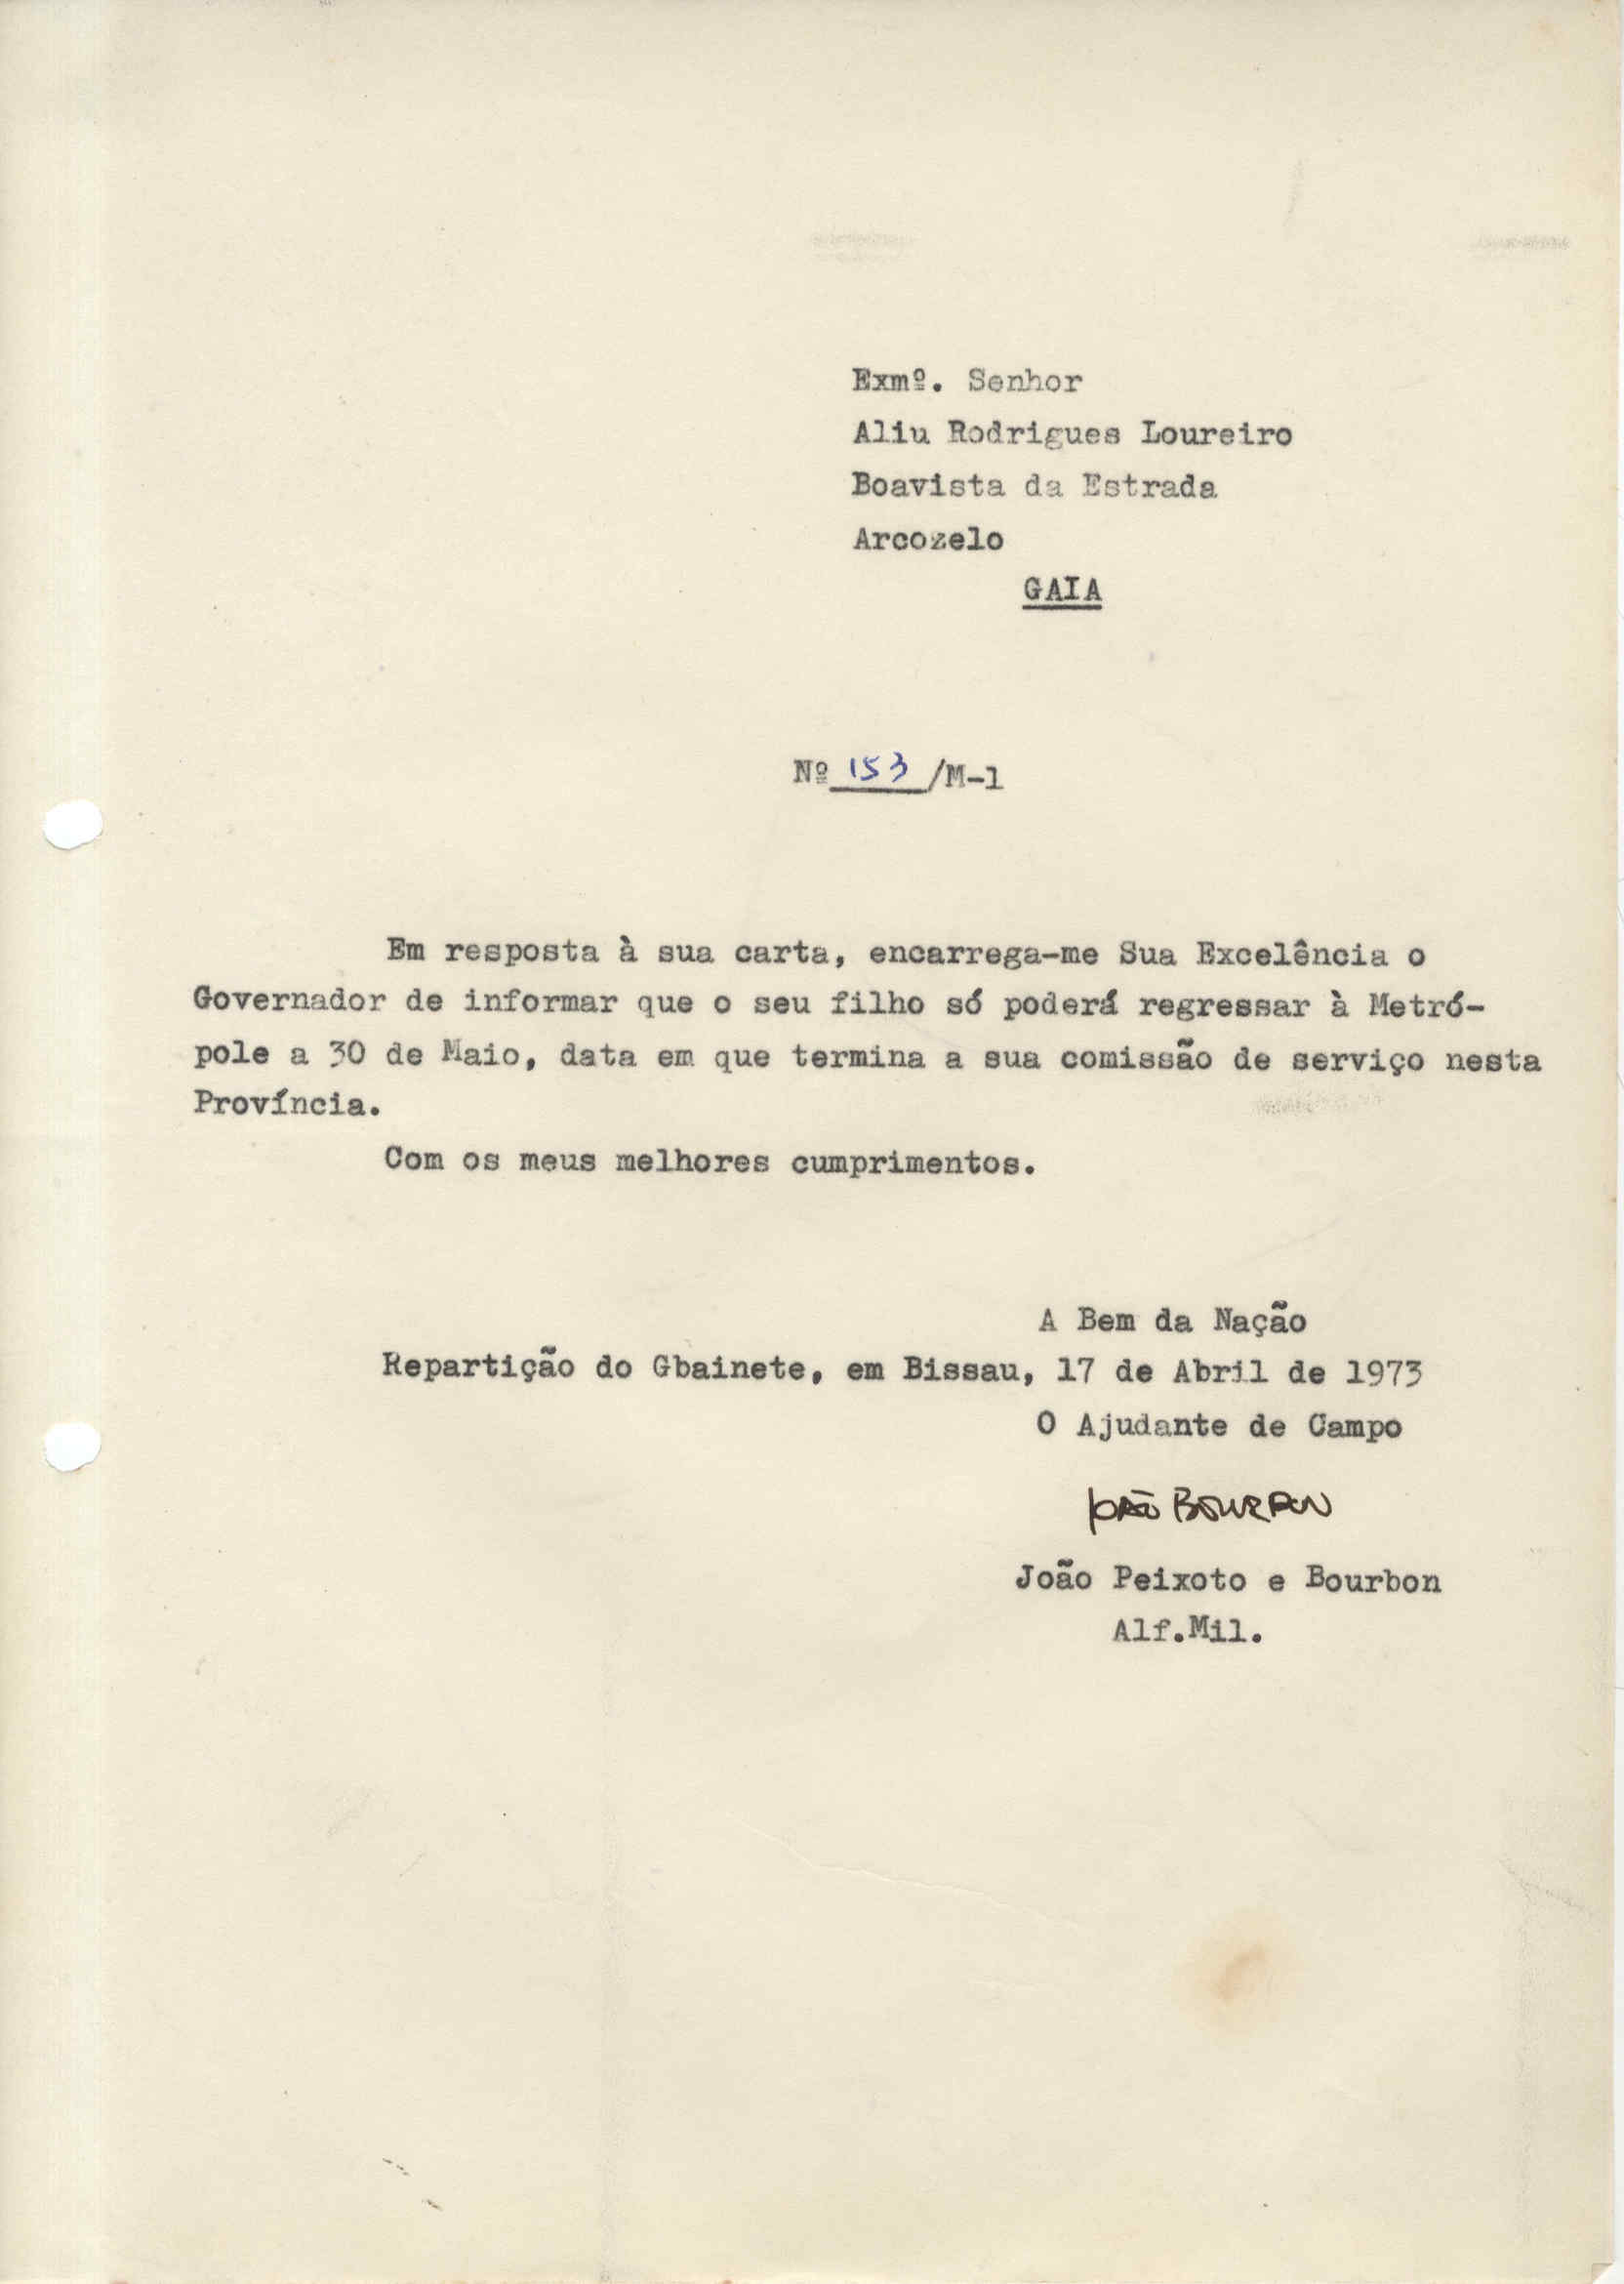 Exmº. Senhor
Aliu Rodrigues Loureiro
Boavista da Estrada
Arcozelo
GAIA
Nº 153 /M-1
Em resposta à sua carta, encarrega-me Sua Excelência o
Governador de informar que o seu filho só poderá regressar à Metró-
pole a 30 de Maio, data em que termina a sua comissão de serviço nesta
Província.
Com os meus melhores cumprimentos.
A Bem da Nação
Repartição do Gbainete, em Bissau, 17 de Abril de 1973
O Ajudante de Campo
João Bourbon
João Peixoto e Bourbon
Alf.Mil.